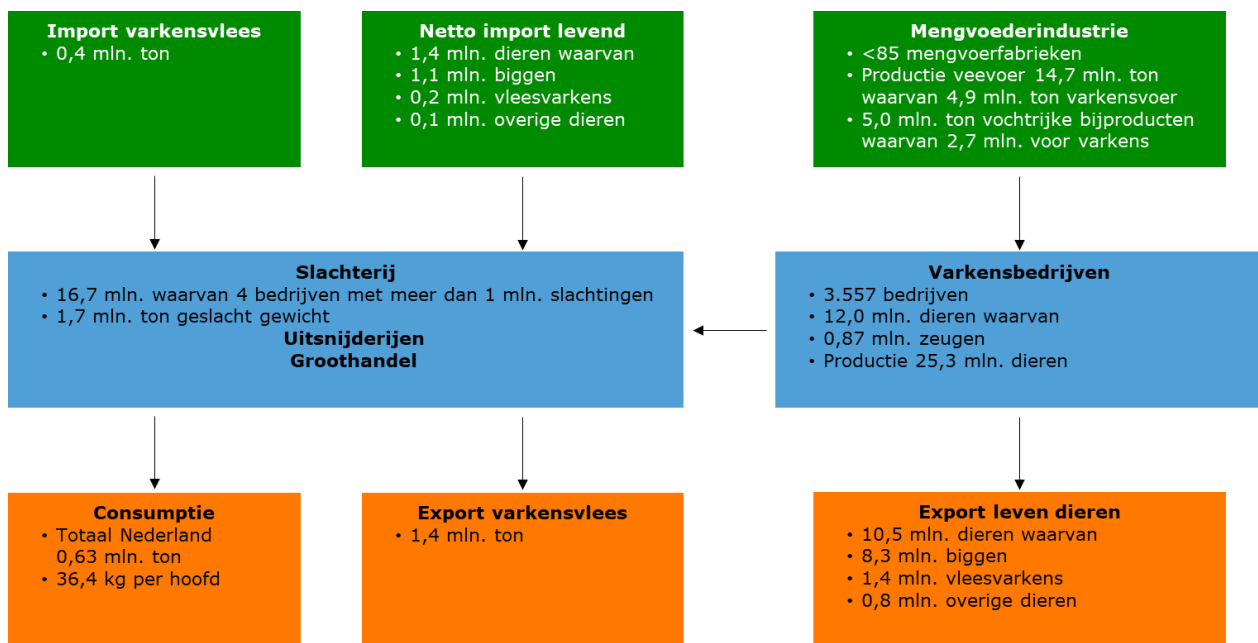 Import varkensvlees
• 0,4 mln. ton
Netto import levend
• 1,4 mln. dieren waarvan
• 1,1 mln. biggen
• 0,2 mln. vleesvarkens
• 0,1 mln. overige dieren
Mengvoederindustrie
• <85 mengvoerfabrieken
• Productie veevoer 14,7 mln. ton
waarvan 4,9 mln. ton varkensvoer
• 5,0 mln. ton vochtrijke bijproducten
waarvan 2,7 mln. voor varkens
Slachterij
• 16,7 mln. waarvan 4 bedrijven met meer dan 1 mln. slachtingen
• 1,7 mln. ton geslacht gewicht
Uitsnijderijen
Groothandel
Varkensbedrijven
• 3.557 bedrijven
• 12,0 mln. dieren waarvan
• 0,87 mln. zeugen
• Productie 25,3 mln. dieren
Consumptie
• Totaal Nederland
0,63 mln. ton
• 36,4 kg per hoofd
Export varkensvlees
• 1,4 mln. ton
Export leven dieren
• 10,5 mln. dieren waarvan
• 8,3 mln. biggen
• 1,4 mln. vleesvarkens
• 0,8 mln. overige dieren